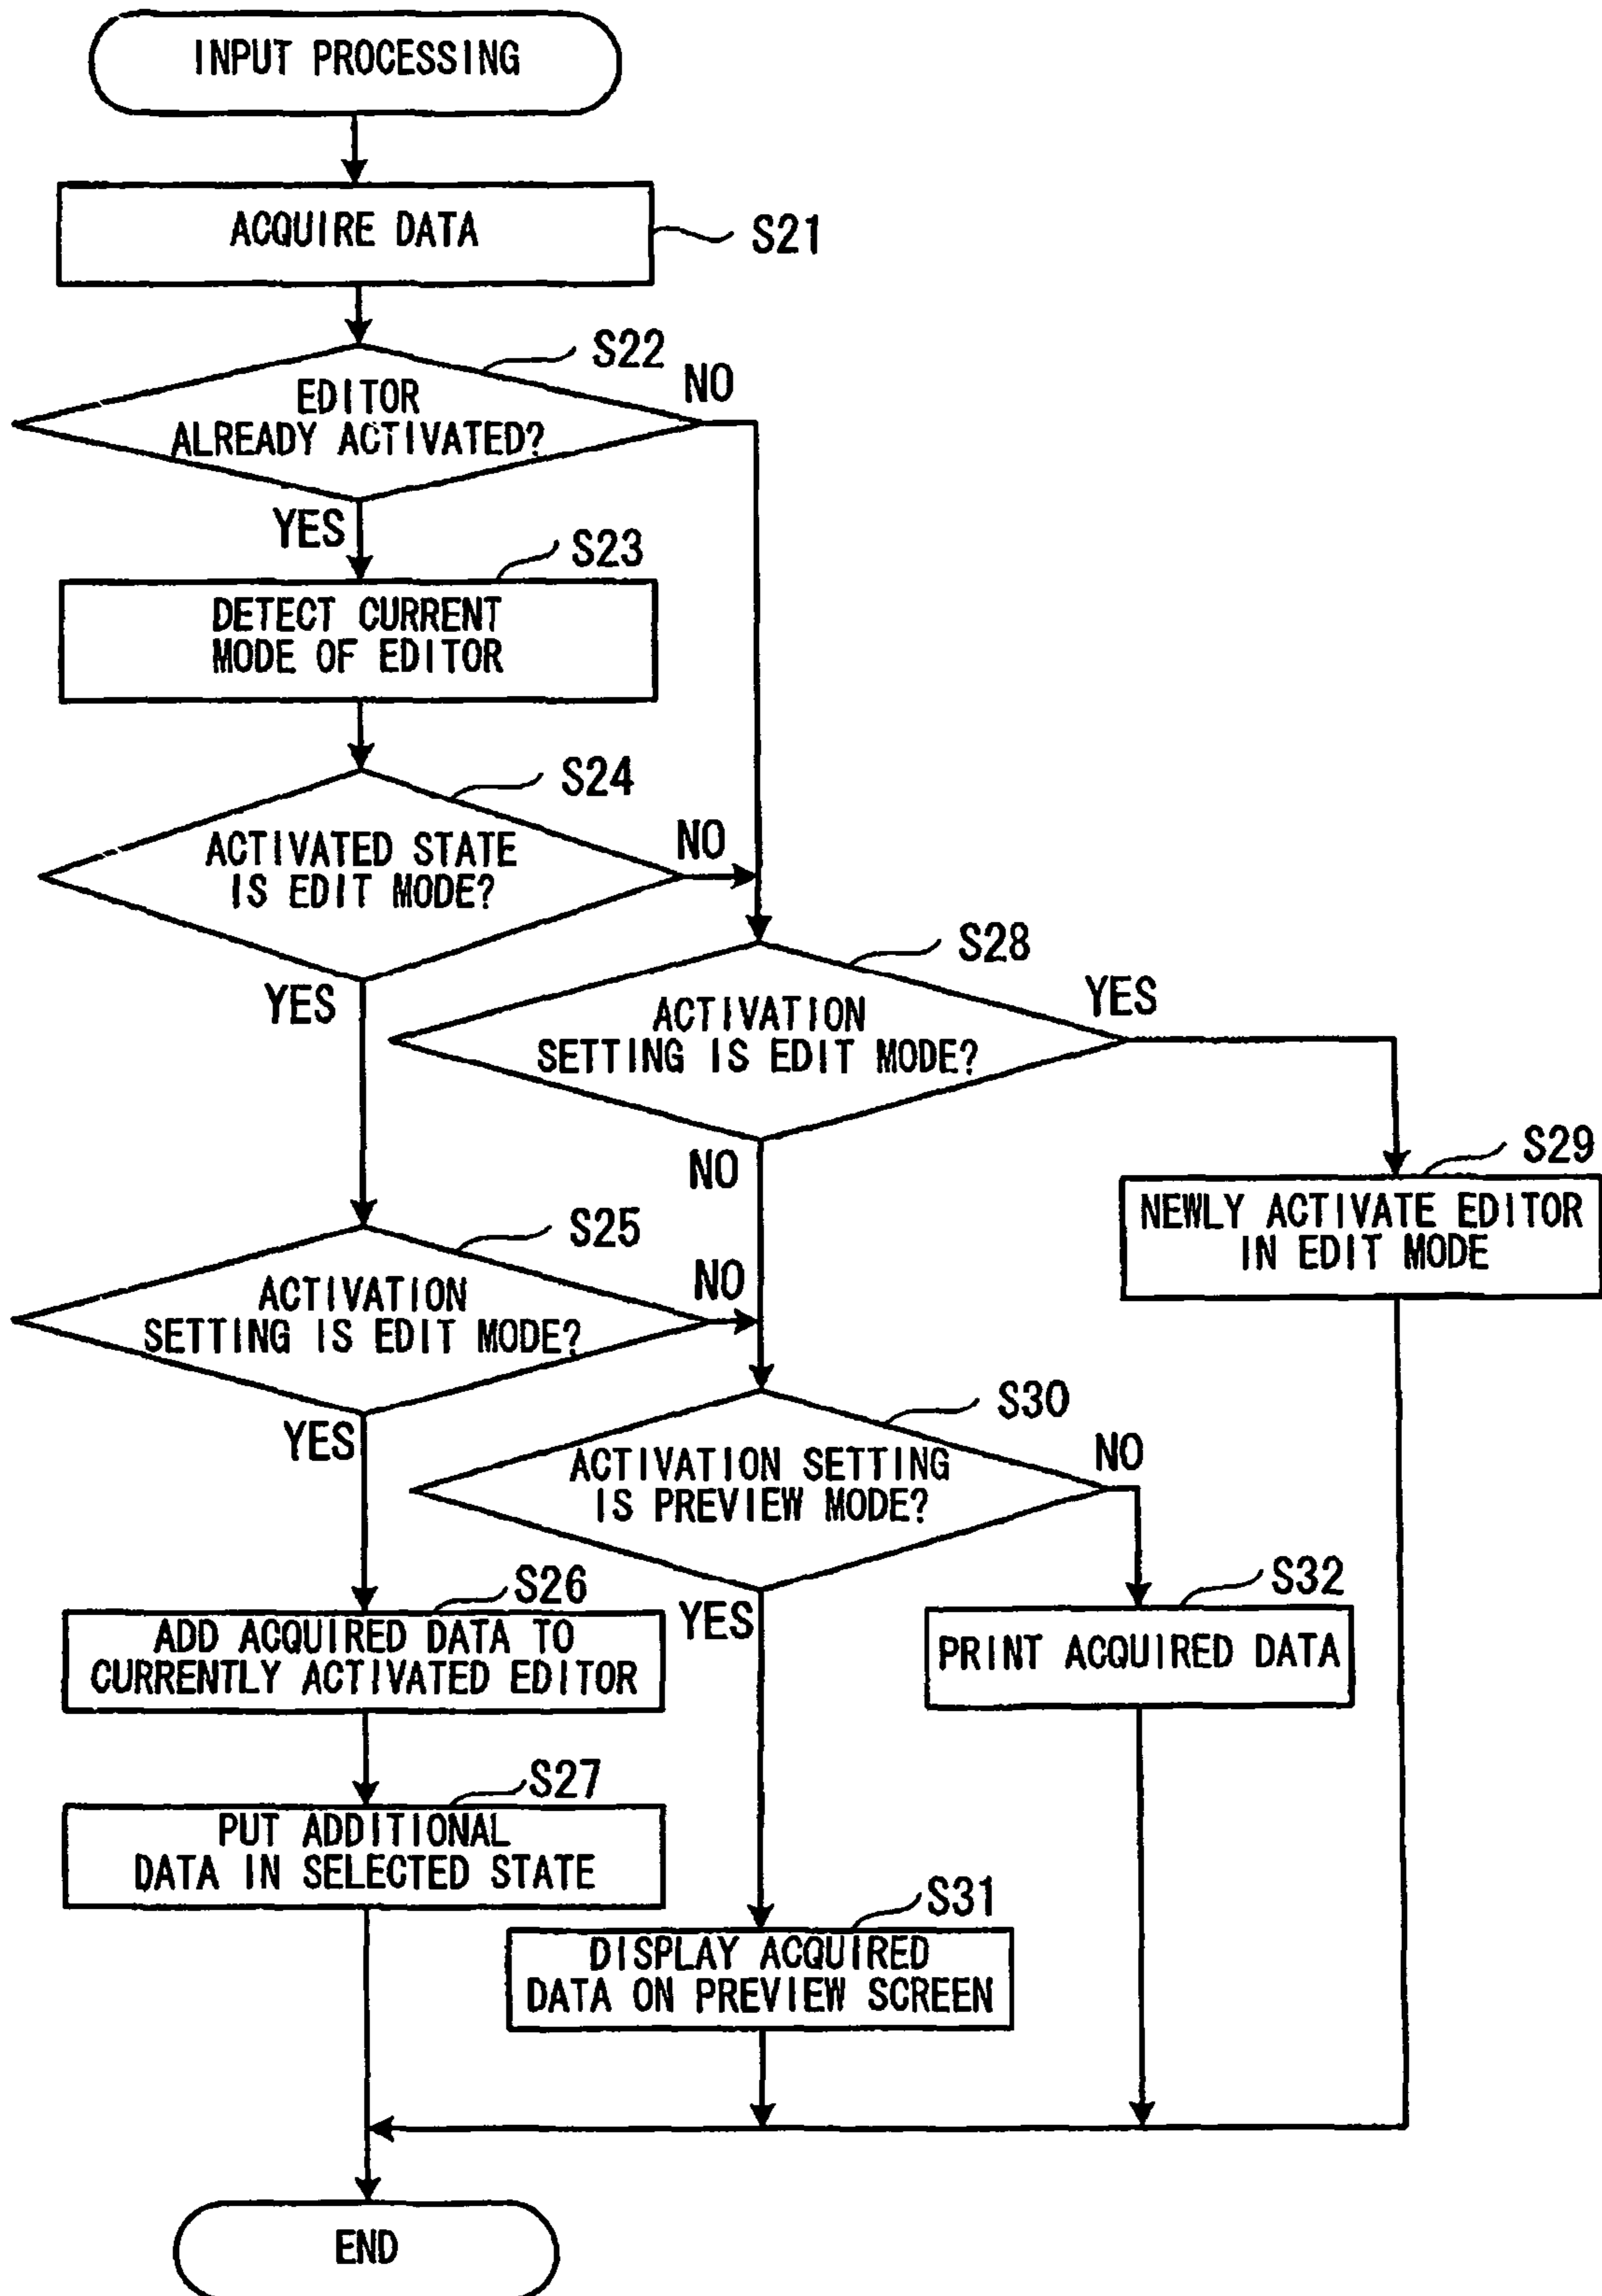 INPUT PROCESSING
ACQUIRE DATA
S21
S22
EDITOR
ALREADY ACTIVATED?
NO
YES
S23
DETECT CURRENT
MODE OF EDITOR
S24
ACTIVATED STATE
IS EDIT MODE?
NO
YES
S28
ACTIVATION
SETTING IS EDIT MODE?
YES
NO
S29
NEWLY ACTIVATE EDITOR
IN EDIT MODE
S25
ACTIVATION
SETTING IS EDIT MODE?
NO
YES
S30
ACTIVATION SETTING
IS PREVIEW MODE?
NO
YES
S26
ADD ACQUIRED DATA TO
CURRENTLY ACTIVATED EDITOR
S32
PRINT ACQUIRED DATA
S27
PUT ADDITIONAL
DATA IN SELECTED STATE
S31
DISPLAY ACQUIRED
DATA ON PREVIEW SCREEN
END